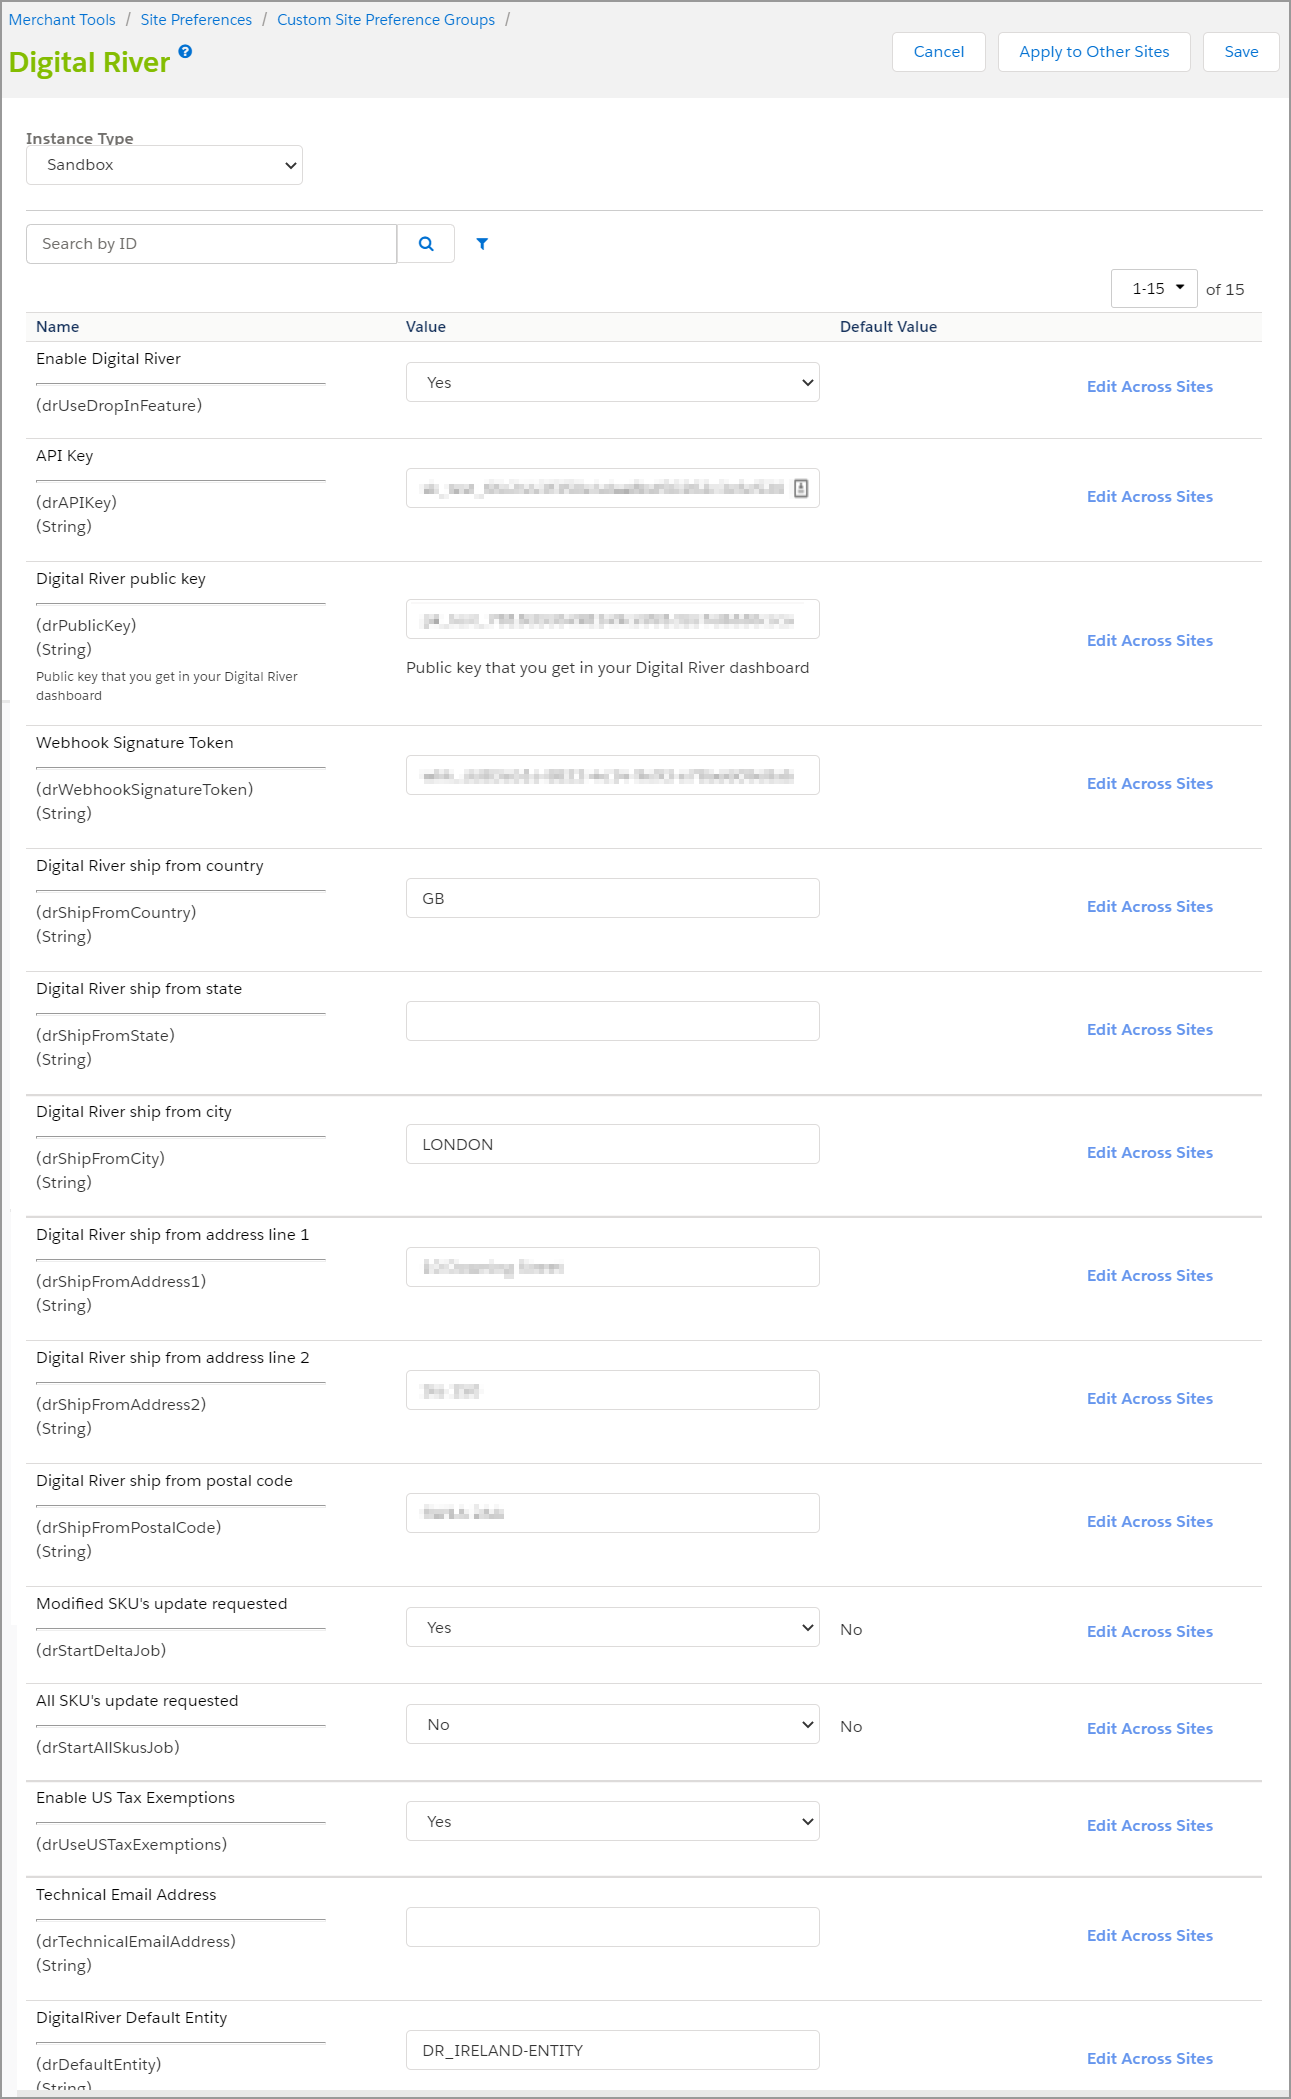 Merchant Tools / Site Preferences / Custom Site Preference Groups /
Digital River ?
Cancel
Apply to Other Sites
Save
Instance Type
Sandbox
Search by ID
1-15 of 15
Name Value Default Value
Enable Digital River
(drUseDropInFeature)
Yes
Edit Across Sites
API Key
(drAPIKey)
(String)
Edit Across Sites
Digital River public key
(drPublicKey)
(String)
Public key that you get in your Digital River
dashboard
Public key that you get in your Digital River dashboard
Edit Across Sites
Webhook Signature Token
(drWebhookSignatureToken)
(String)
Edit Across Sites
Digital River ship from country
(drShipFromCountry)
(String)
GB
Edit Across Sites
Digital River ship from state
(drShipFromState)
(String)
Edit Across Sites
Digital River ship from city
(drShipFromCity)
(String)
LONDON
Edit Across Sites
Digital River ship from address line 1
(drShipFromAddress1)
(String)
Edit Across Sites
Digital River ship from address line 2
(drShipFromAddress2)
(String)
Edit Across Sites
Digital River ship from postal code
(drShipFromPostalCode)
(String)
Edit Across Sites
Modified SKU's update requested
(drStartDeltaJob)
Yes
No
Edit Across Sites
All SKU's update requested
(drStartAllSkusJob)
No
No
Edit Across Sites
Enable US Tax Exemptions
(drUseUSTaxExemptions)
Yes
Edit Across Sites
Technical Email Address
(drTechnicalEmailAddress)
(String)
Edit Across Sites
DigitalRiver Default Entity
(drDefaultEntity)
(String)
DR_IRELAND-ENTITY
Edit Across Sites